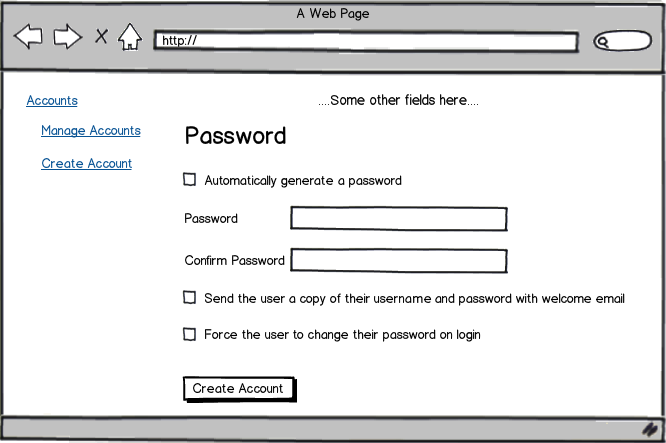 A Web Page
X
http://
Accounts
....Some other fields here....
Manage Accounts
Password
Create Account
Automatically generate a password
Password
Confirm Password
Send the user a copy of their username and password with welcome email
Force the user to change their password on login
Create Account